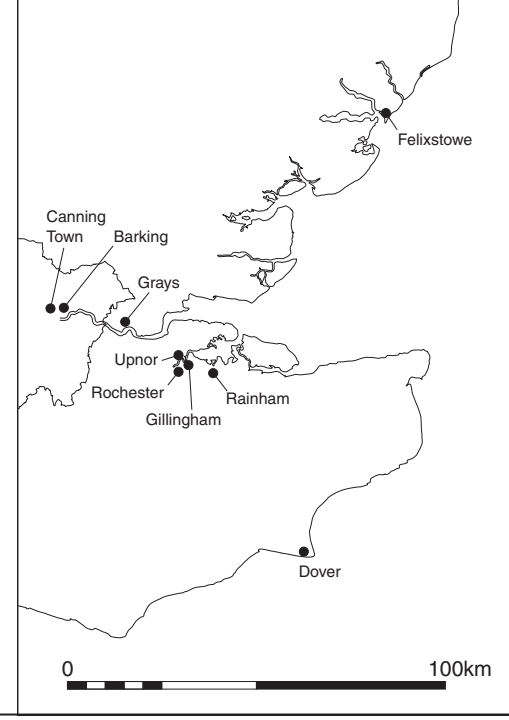 Felixstowe
Canning
Town
Barking
Grays
Upnor
Rochester
Rainham
Gillingham
Dover
0
100km